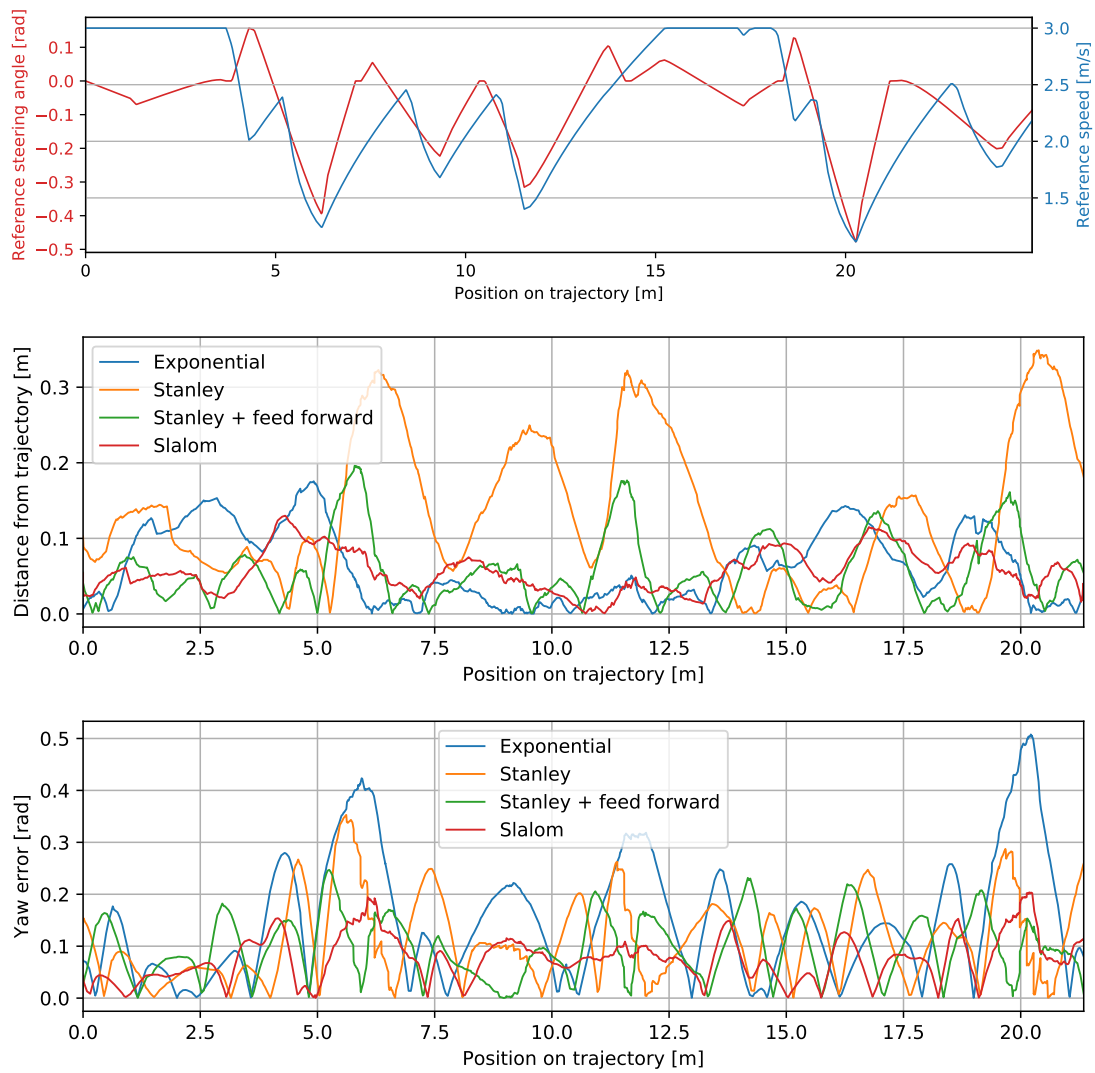 Reference steering angle [rad]
0.1
0.0
−0.1
−0.2
−0.3
−0.4
−0.5
3.0
2.5
2.0
1.5
Reference speed [m/s]
0 5 10 15 20
Position on trajectory [m]
Distance from trajectory [m]
0.3
0.2
0.1
0.0
Exponential
Stanley
Stanley + feed forward
Slalom
0.0 2.5 5.0 7.5 10.0 12.5 15.0 17.5 20.0
Position on trajectory [m]
Yaw error [rad]
0.5
0.4
0.3
0.2
0.1
0.0
Exponential
Stanley
Stanley + feed forward
Slalom
0.0 2.5 5.0 7.5 10.0 12.5 15.0 17.5 20.0
Position on trajectory [m]